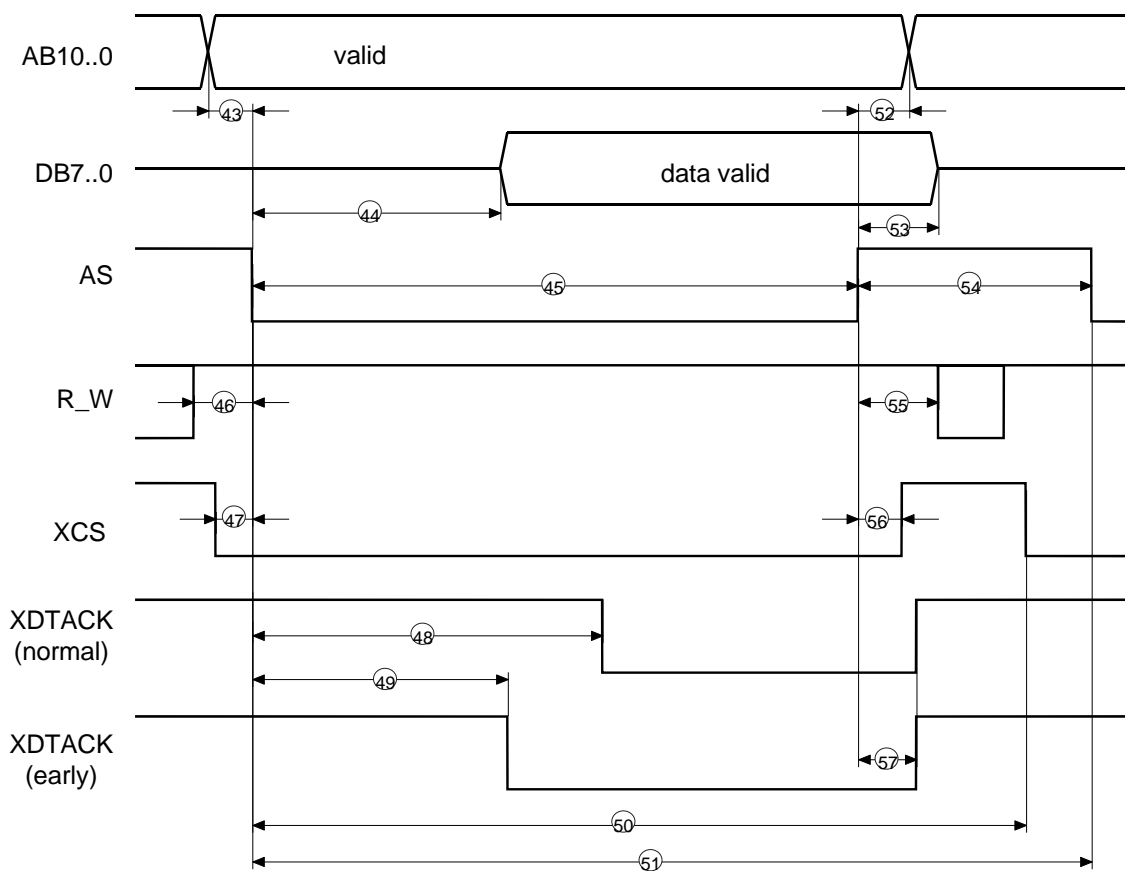 AB10..0
valid
43
52
DB7..0
data valid
44
53
AS
45
54
R_W
46
55
XCS
47
56
XDTACK
(normal)
48
49
XDTACK
(early)
57
50
51